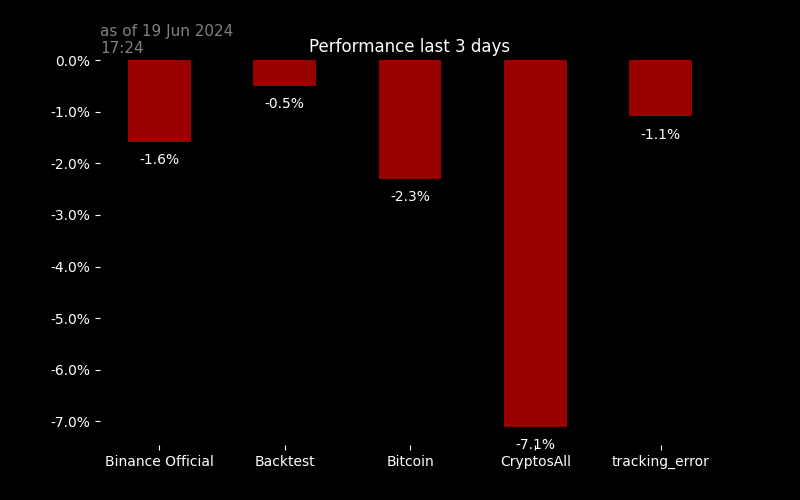 as of 19 Jun 2024
17:24
Performance last 3 days
0.0%
-1.0%
-2.0%
-3.0%
-4.0%
-5.0%
-6.0%
-7.0%
-1.6%
-0.5%
-2.3%
-7.1%
-1.1%
Binance Official
Backtest
Bitcoin
CryptosAll
tracking_error